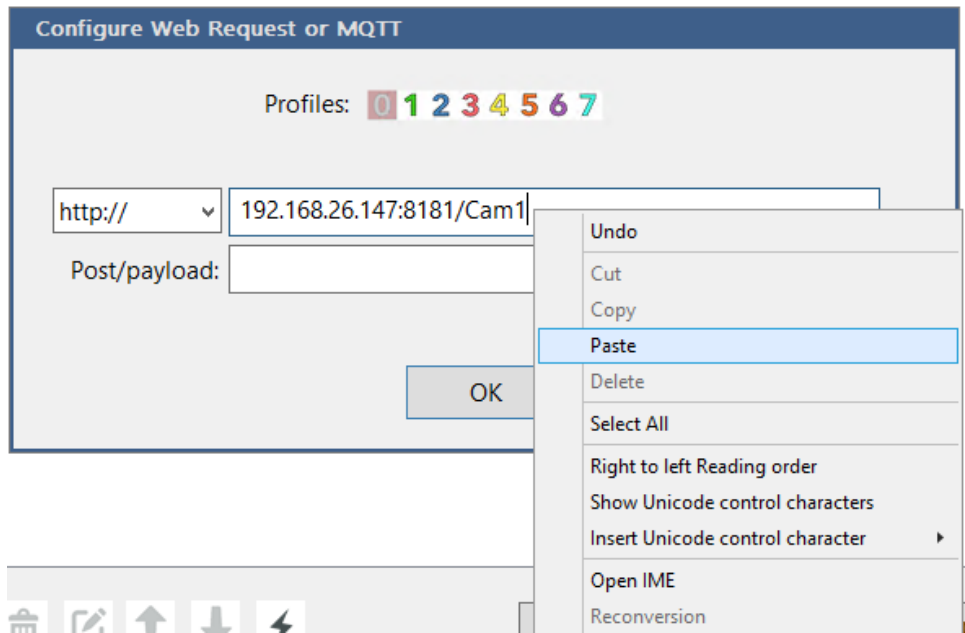 Configure Web Request or MQTT
Profiles: 0 1 2 3 4 5 6 7
http:// 192.168.26.147:8181/Cam1
Post/payload:
OK
Undo
Cut
Copy
Paste
Delete
Select All
Right to left Reading order
Show Unicode control characters
Insert Unicode control character
Open IME
Reconversion